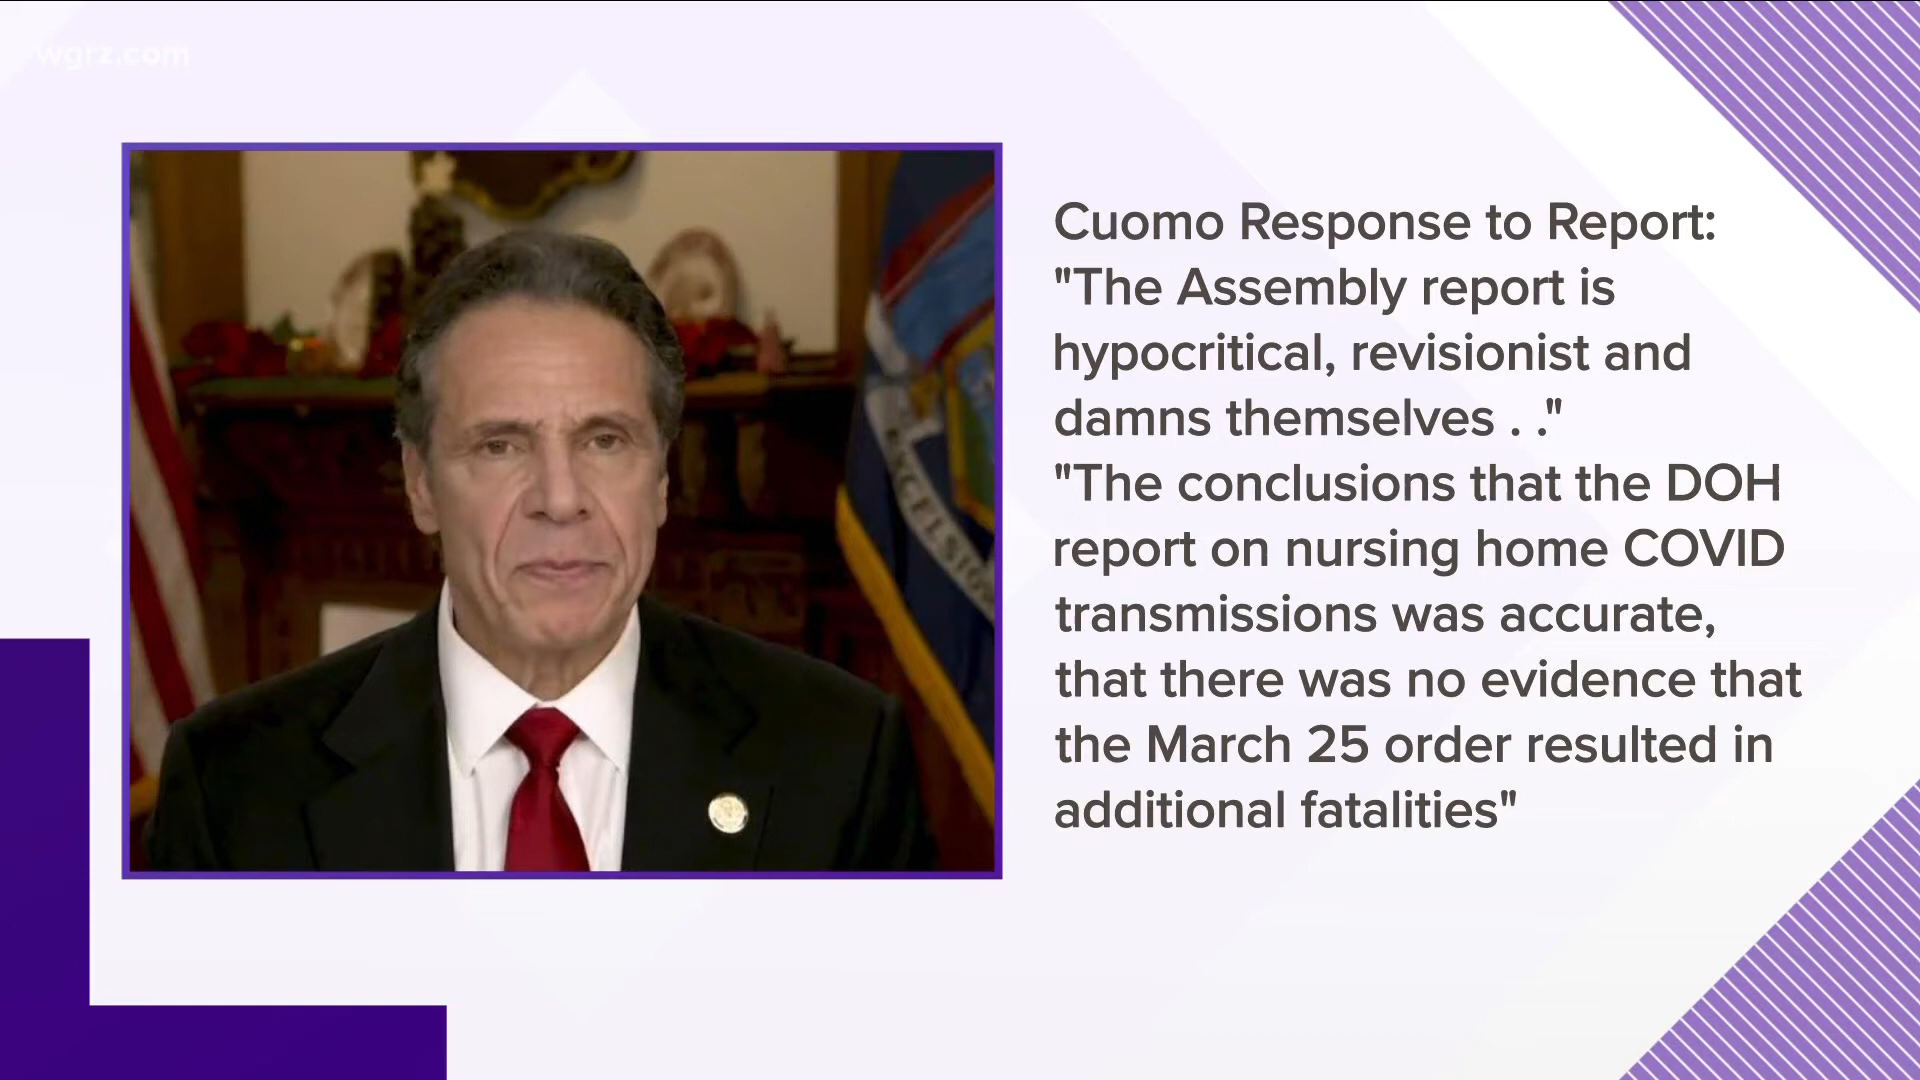 wgrz.com
Cuomo Response to Report:
"The Assembly report is
hypocritical, revisionist and
damns themselves . ."
"The conclusions that the DOH
report on nursing home COVID
transmissions was accurate,
that there was no evidence that
the March 25 order resulted in
additional fatalities"
EXCELSIOR